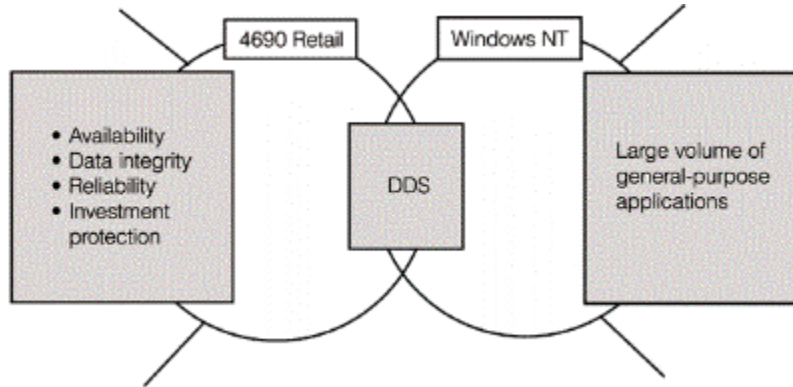 4690 Retail
Windows NT
• Availability
• Data integrity
• Reliability
• Investment
protection
DDS
Large volume of
general-purpose
applications